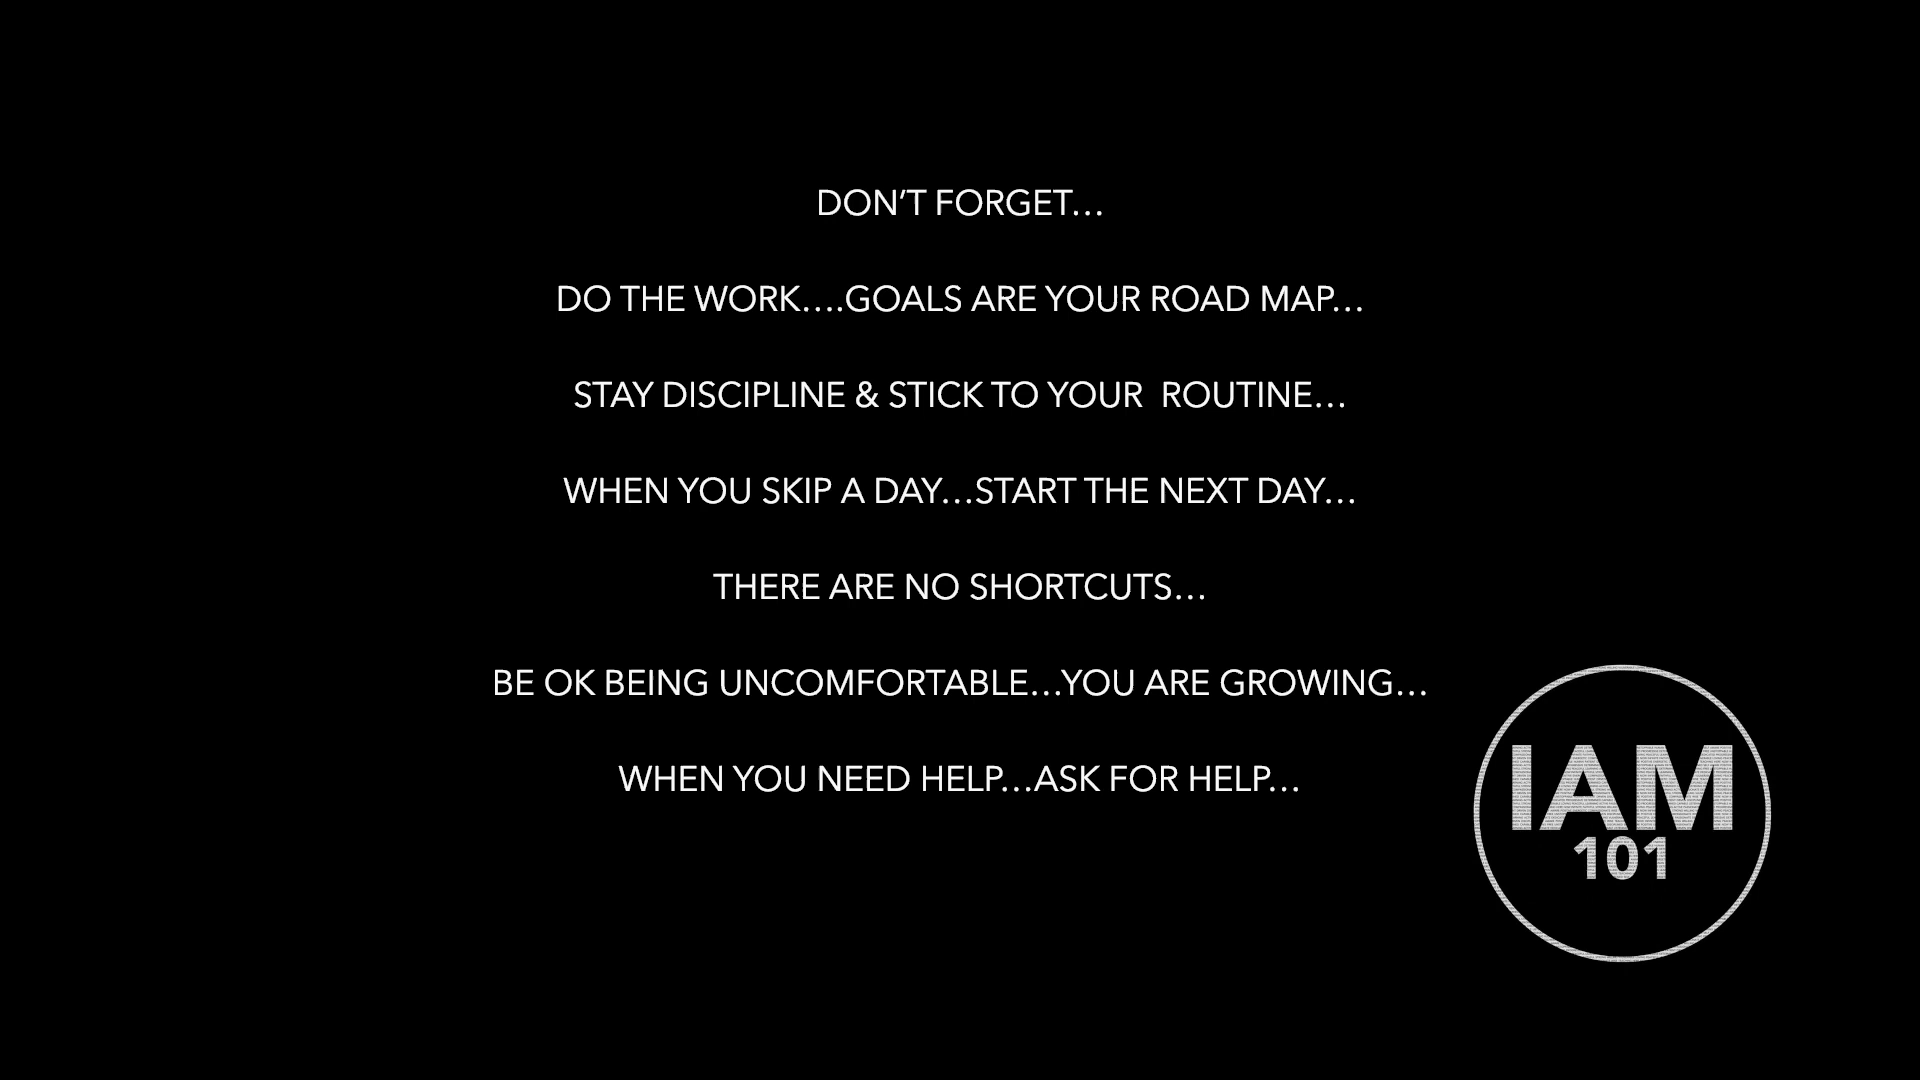 DON’T FORGET…
DO THE WORK….GOALS ARE YOUR ROAD MAP…
STAY DISCIPLINE & STICK TO YOUR  ROUTINE…
WHEN YOU SKIP A DAY…START THE NEXT DAY…
THERE ARE NO SHORTCUTS…
BE OK BEING UNCOMFORTABLE…YOU ARE GROWING…
WHEN YOU NEED HELP…ASK FOR HELP…
IAM
101